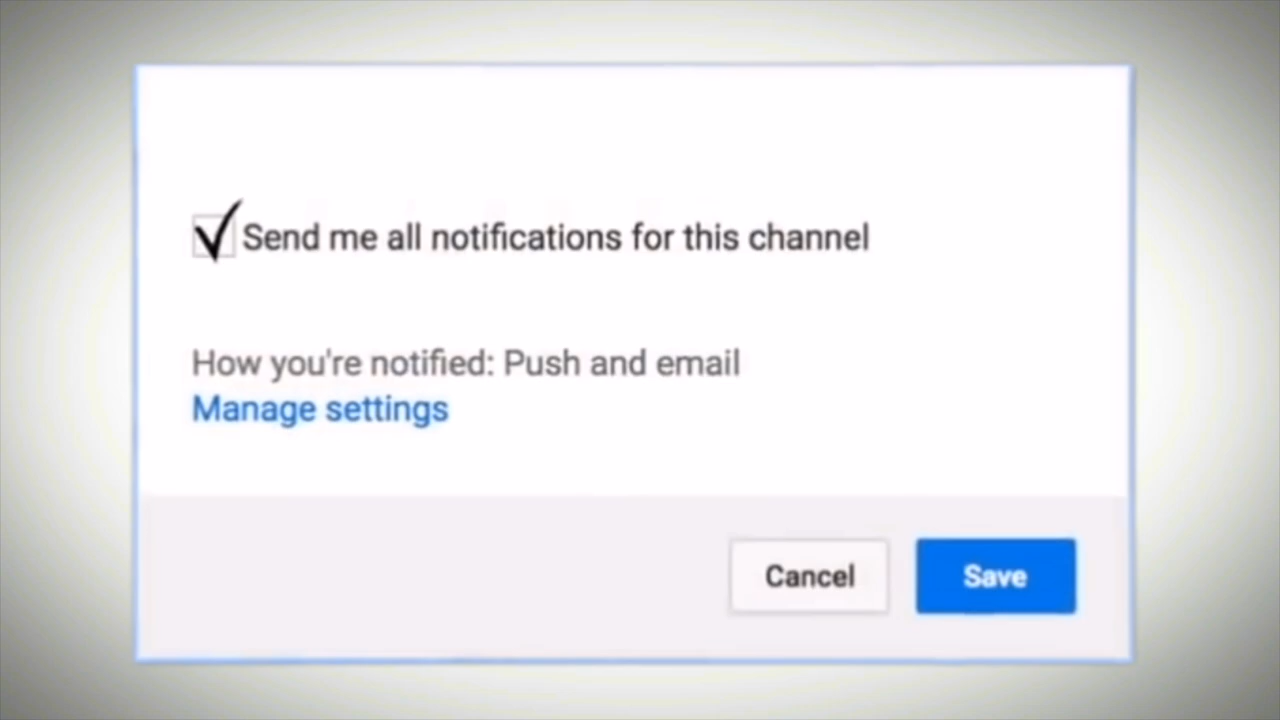 Send me all notifications for this channel
How you're notified: Push and email
Manage settings
Cancel
Save